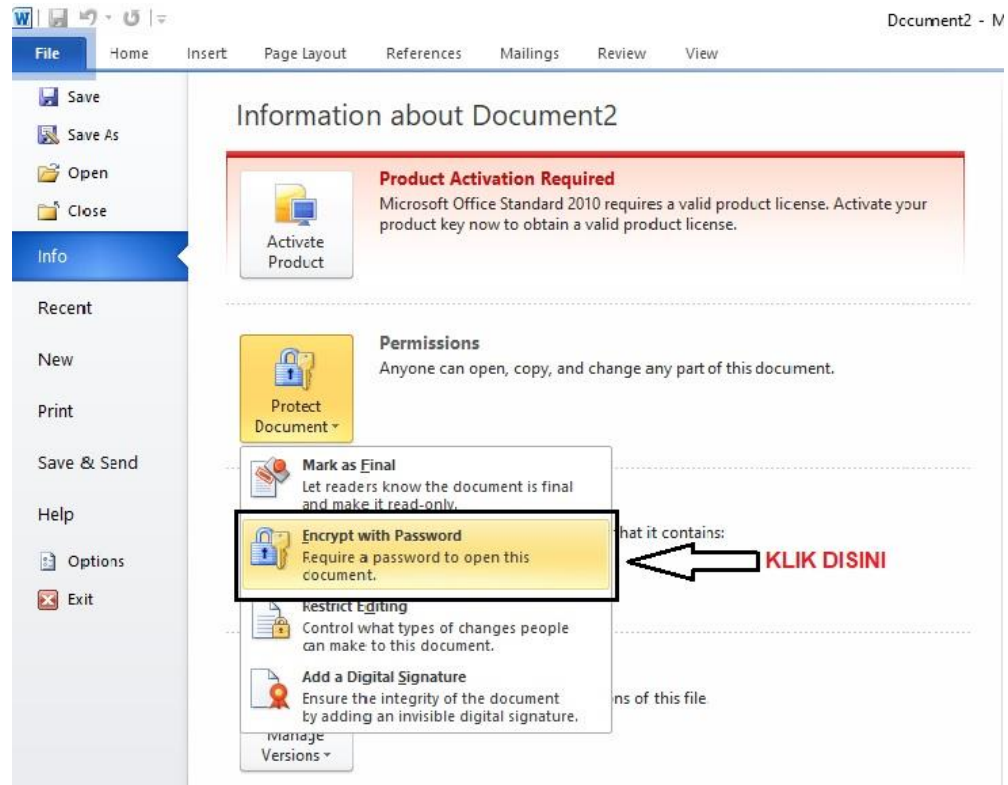 Document2 - M
File Home Insert Page Layout References Mailings Review View
Save
Save As
Open
Close
Info
Recent
New
Print
Save & Send
Help
Options
Exit
Information about Document2
Product Activation Required
Microsoft Office Standard 2010 requires a valid product license. Activate your
product key now to obtain a valid product license.
Activate
Product
Permissions
Anyone can open, copy, and change any part of this document.
Protect
Document
Mark as Final
Let readers know the document is final
and make it read-only.
Encrypt with Password
Require a password to open this
document.
Restrict Editing
Control what types of changes people
can make to this document.
Add a Digital Signature
Ensure the integrity of the document
by adding an invisible digital signature.
that it contains:
KLIK DISINI
ns of this file
Manage
Versions